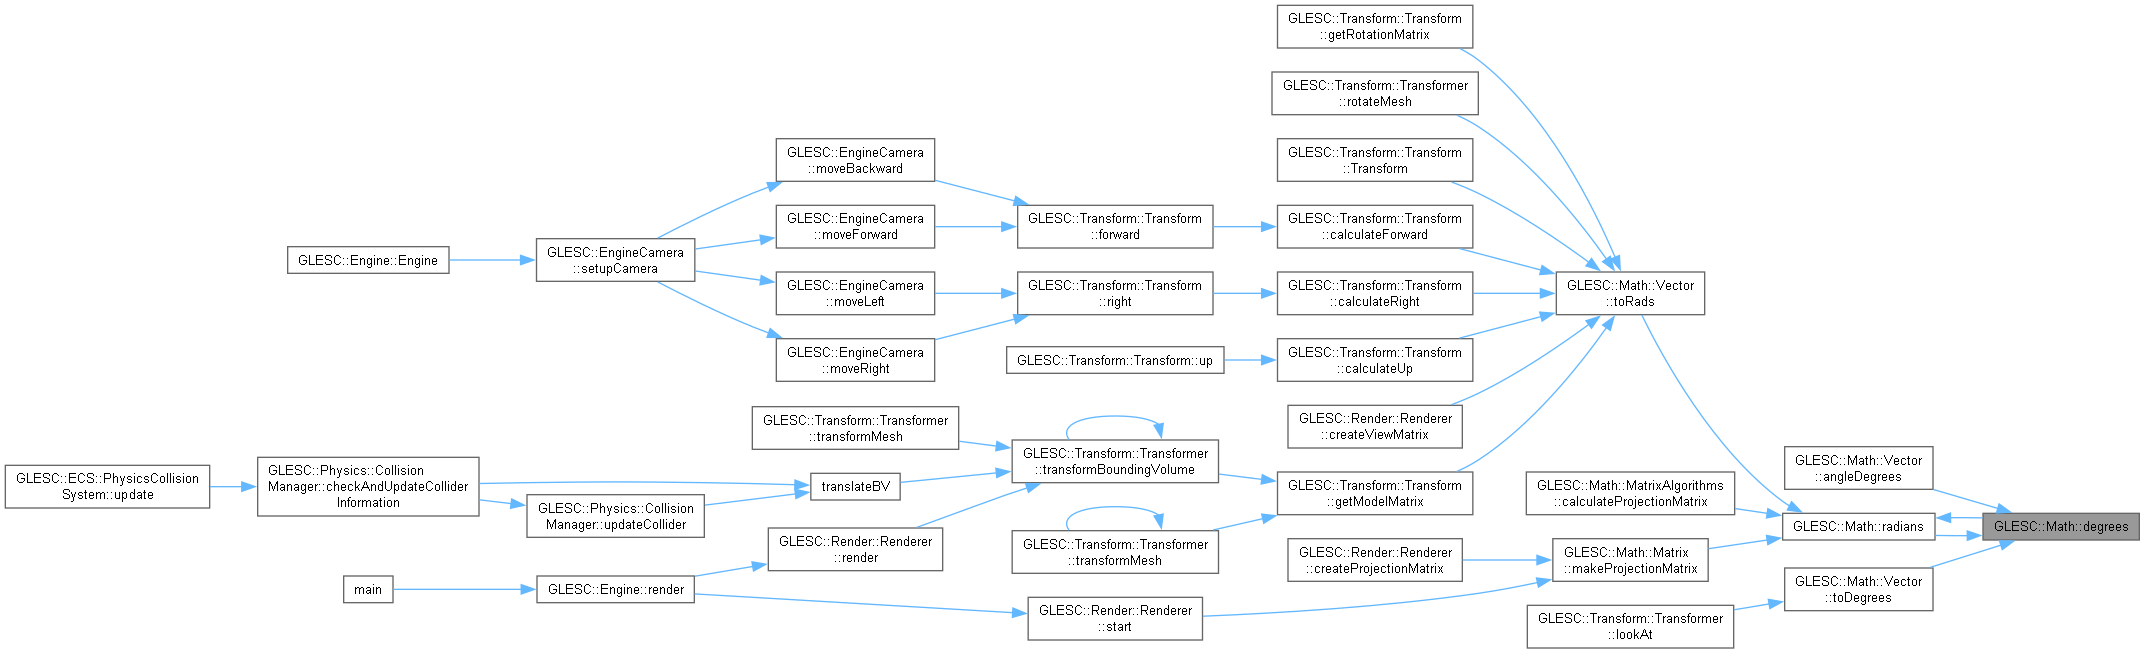 GLESC::Transform::Transform
::getRotationMatrix
GLESC::Transform::Transformer
::rotateMesh
GLESC::EngineCamera
::moveBackward
GLESC::Transform::Transform
::Transform
GLESC::EngineCamera
::moveForward
GLESC::Transform::Transform
::forward
GLESC::Transform::Transform
::calculateForward
GLESC::Engine::Engine
GLESC::EngineCamera
::setupCamera
GLESC::EngineCamera
::moveLeft
GLESC::Transform::Transform
::right
GLESC::Transform::Transform
::calculateRight
GLESC::Math::Vector
::toRads
GLESC::EngineCamera
::moveRight
GLESC::Transform::Transform::up
GLESC::Transform::Transform
::calculateUp
GLESC::Transform::Transformer
::transformMesh
GLESC::Render::Renderer
::createViewMatrix
GLESC::Transform::Transformer
::transformBoundingVolume
GLESC::Math::Vector
::angleDegrees
GLESC::ECS::PhysicsCollision
System::update
GLESC::Physics::Collision
Manager::checkAndUpdateCollider
Information
translateBV
GLESC::Transform::Transform
::getModelMatrix
GLESC::Math::MatrixAlgorithms
::calculateProjectionMatrix
GLESC::Physics::Collision
Manager::updateCollider
GLESC::Math::radians
GLESC::Math::degrees
GLESC::Render::Renderer
::render
GLESC::Transform::Transformer
::transformMesh
GLESC::Render::Renderer
::createProjectionMatrix
GLESC::Math::Matrix
::makeProjectionMatrix
main
GLESC::Engine::render
GLESC::Math::Vector
::toDegrees
GLESC::Render::Renderer
::start
GLESC::Transform::Transformer
::lookAt